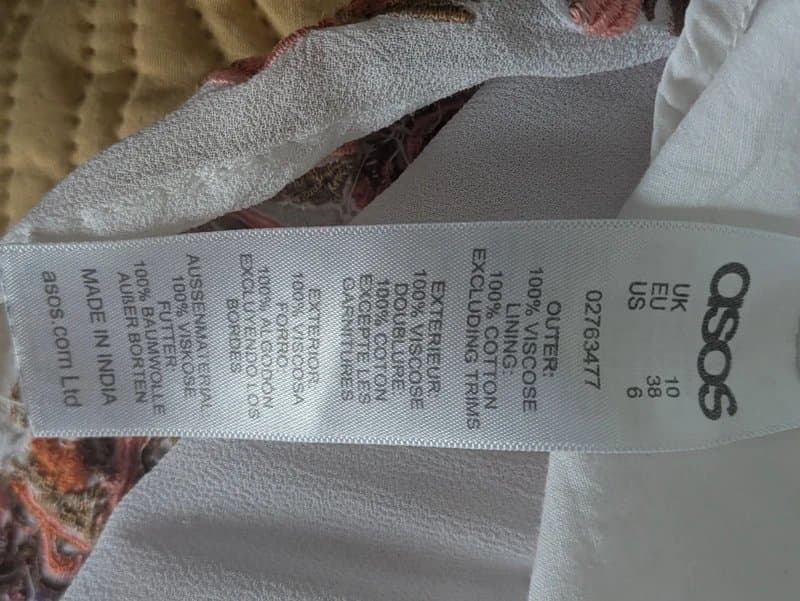 asos
UK 10
EU 38
US 6
02763477
OUTER:
100% VISCOSE
LINING:
100% COTTON
EXCLUDING TRIMS
EXTERIEUR:
100% VISCOSE
DOUBLURE:
100% COTON
EXCEPTE LES
GARNITURES
EXTERIOR:
100% VISCOSA
FORRO:
100% ALGODON
EXCLUYENDO LOS
BORDES
AUSSENMATERIAL
100% VISKOSE
FUTTER:
100% BAUMWOLLE
AUßER BORTEN
MADE IN INDIA
asos.com Ltd